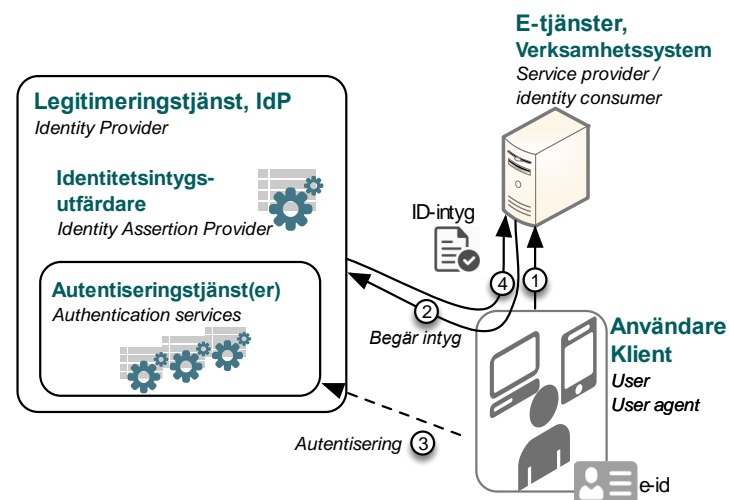 E-tjänster,
Verksamhetssystem
Service provider /
identity consumer
Legitimeringstjänst, IdP
Identity Provider
Identitetsintygs-
utfärdare
Identity Assertion Provider
ID-intyg
Autentiseringstjänst(er)
Authentication services
4
1
2
Begär intyg
Användare
Klient
User
User agent
Autentisering 3
e-id